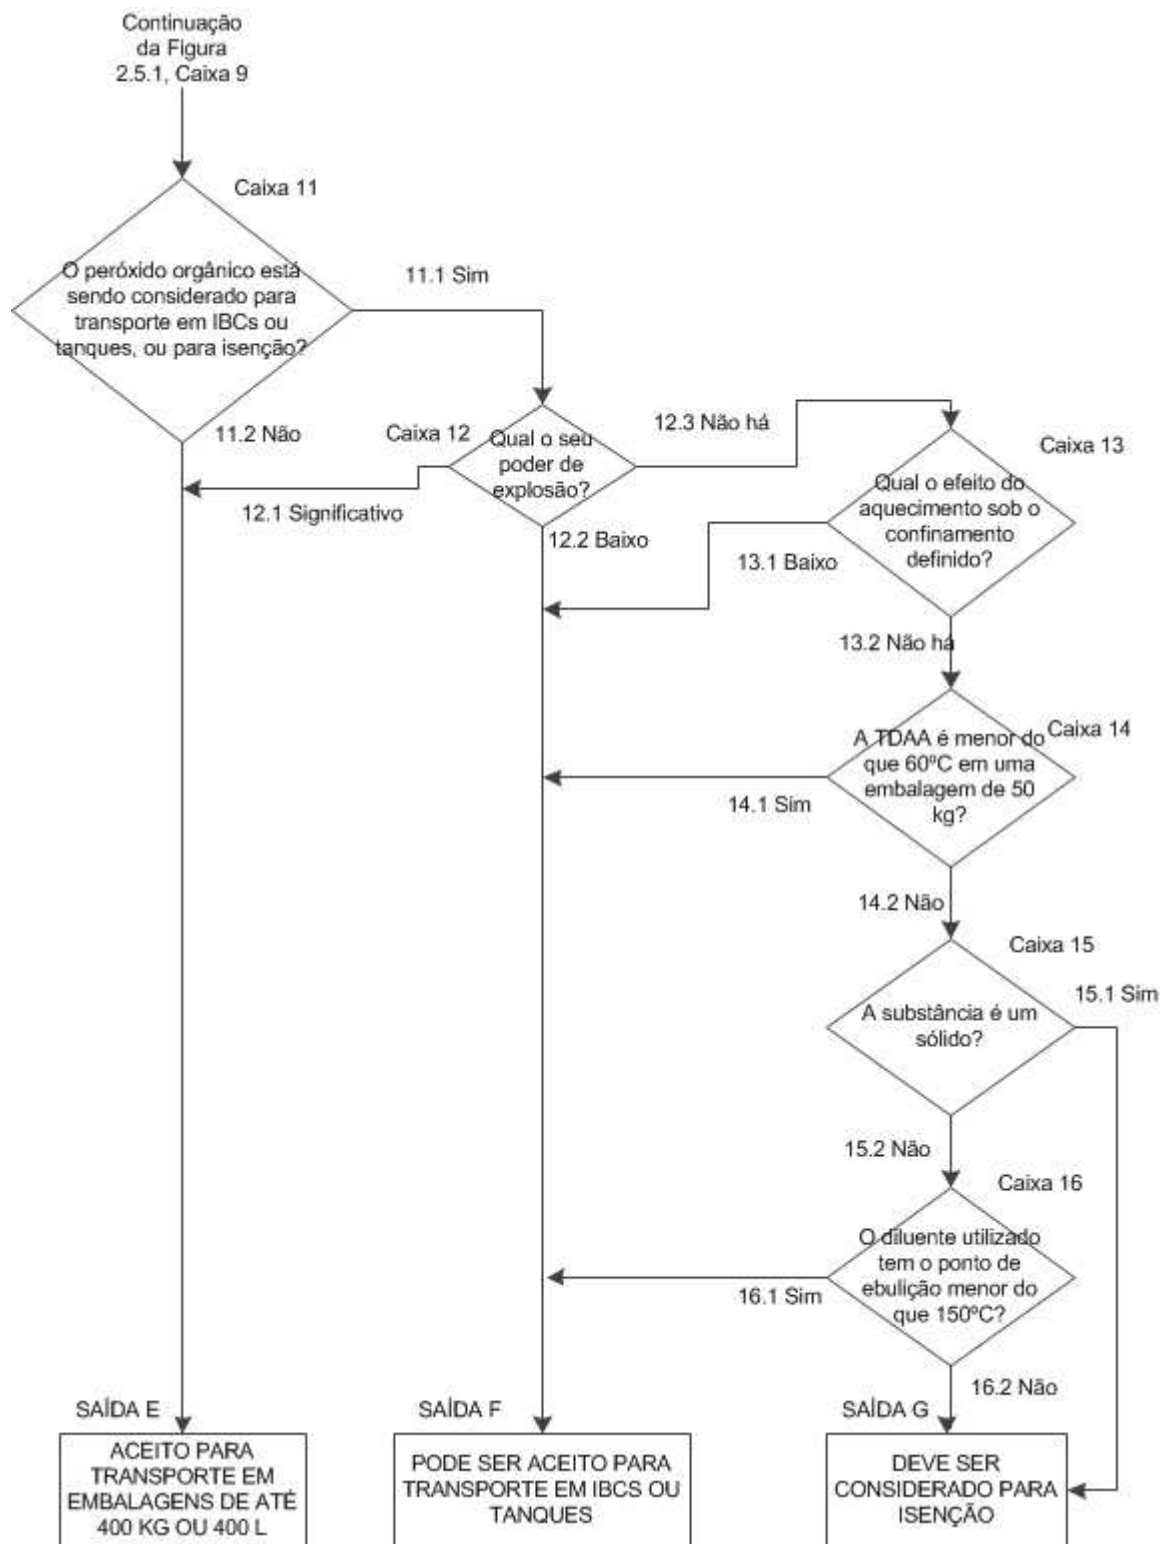 Continuação
da Figura
2.5.1, Caixa 9
Caixa 11
O peróxido orgânico está
sendo considerado para
transporte em IBCs ou
tanques, ou para isenção?
11.1 Sim
11.2 Não
Caixa 12
Qual o seu
poder de
explosão?
12.3 Não há
12.1 Significativo
12.2 Baixo
Caixa 13
Qual o efeito do
aquecimento sob o
confinamento
definido?
13.1 Baixo
13.2 Não há
Caixa 14
A TDAA é menor do
que 60ºC em uma
embalagem de 50
kg?
14.1 Sim
14.2 Não
Caixa 15
15.1 Sim
A substância é um
sólido?
15.2 Não
Caixa 16
O diluente utilizado
tem o ponto de
ebulição menor do
que 150ºC?
16.1 Sim
16.2 Não
SAÍDA E
ACEITO PARA
TRANSPORTE EM
EMBALAGENS DE ATÉ
400 KG OU 400 L
SAÍDA F
PODE SER ACEITO PARA
TRANSPORTE EM IBCS OU
TANQUES
SAÍDA G
DEVE SER
CONSIDERADO PARA
ISENÇÃO